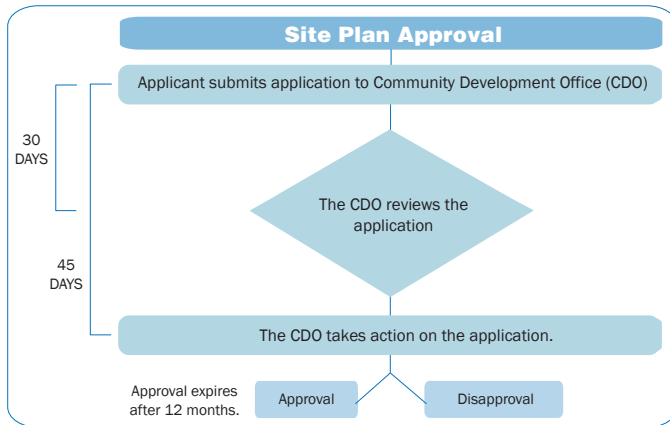 Site Plan Approval
Applicant submits application to Community Development Office (CDO)
30
DAYS
The CDO reviews the
application
45
DAYS
The CDO takes action on the application.
Approval expires
after 12 months.
Approval
Disapproval